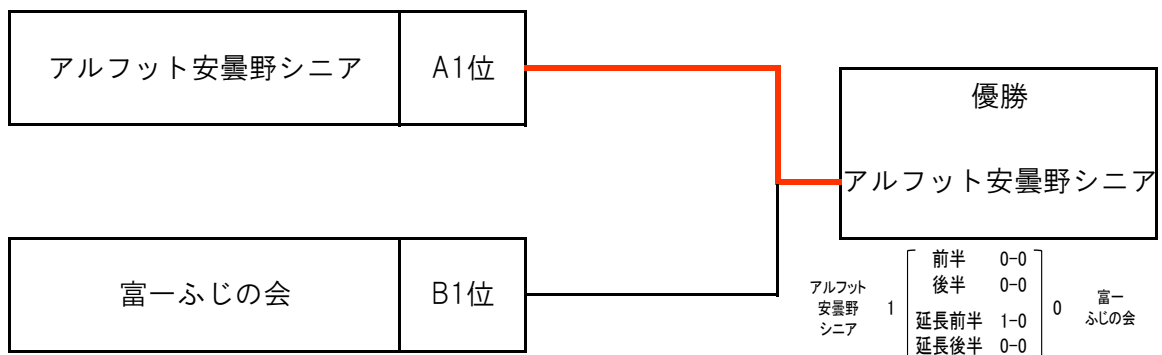 アルフット安曇野シニア A1位
優勝
アルフット安曇野シニア
富一ふじの会 B1位
前半 0-0
後半 0-0
延長前半 1-0
延長後半 0-0
アルフット
安曇野
シニア
1
0
富一
ふじの会